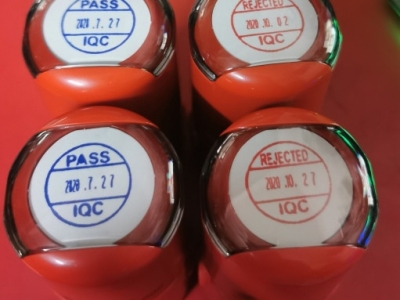 PASS
2020 .7. 27
IQC
REJECTED
2020 .10. 02
IQC
PASS
2020 .7. 27
IQC
REJECTED
2020 .10. 27
IQC